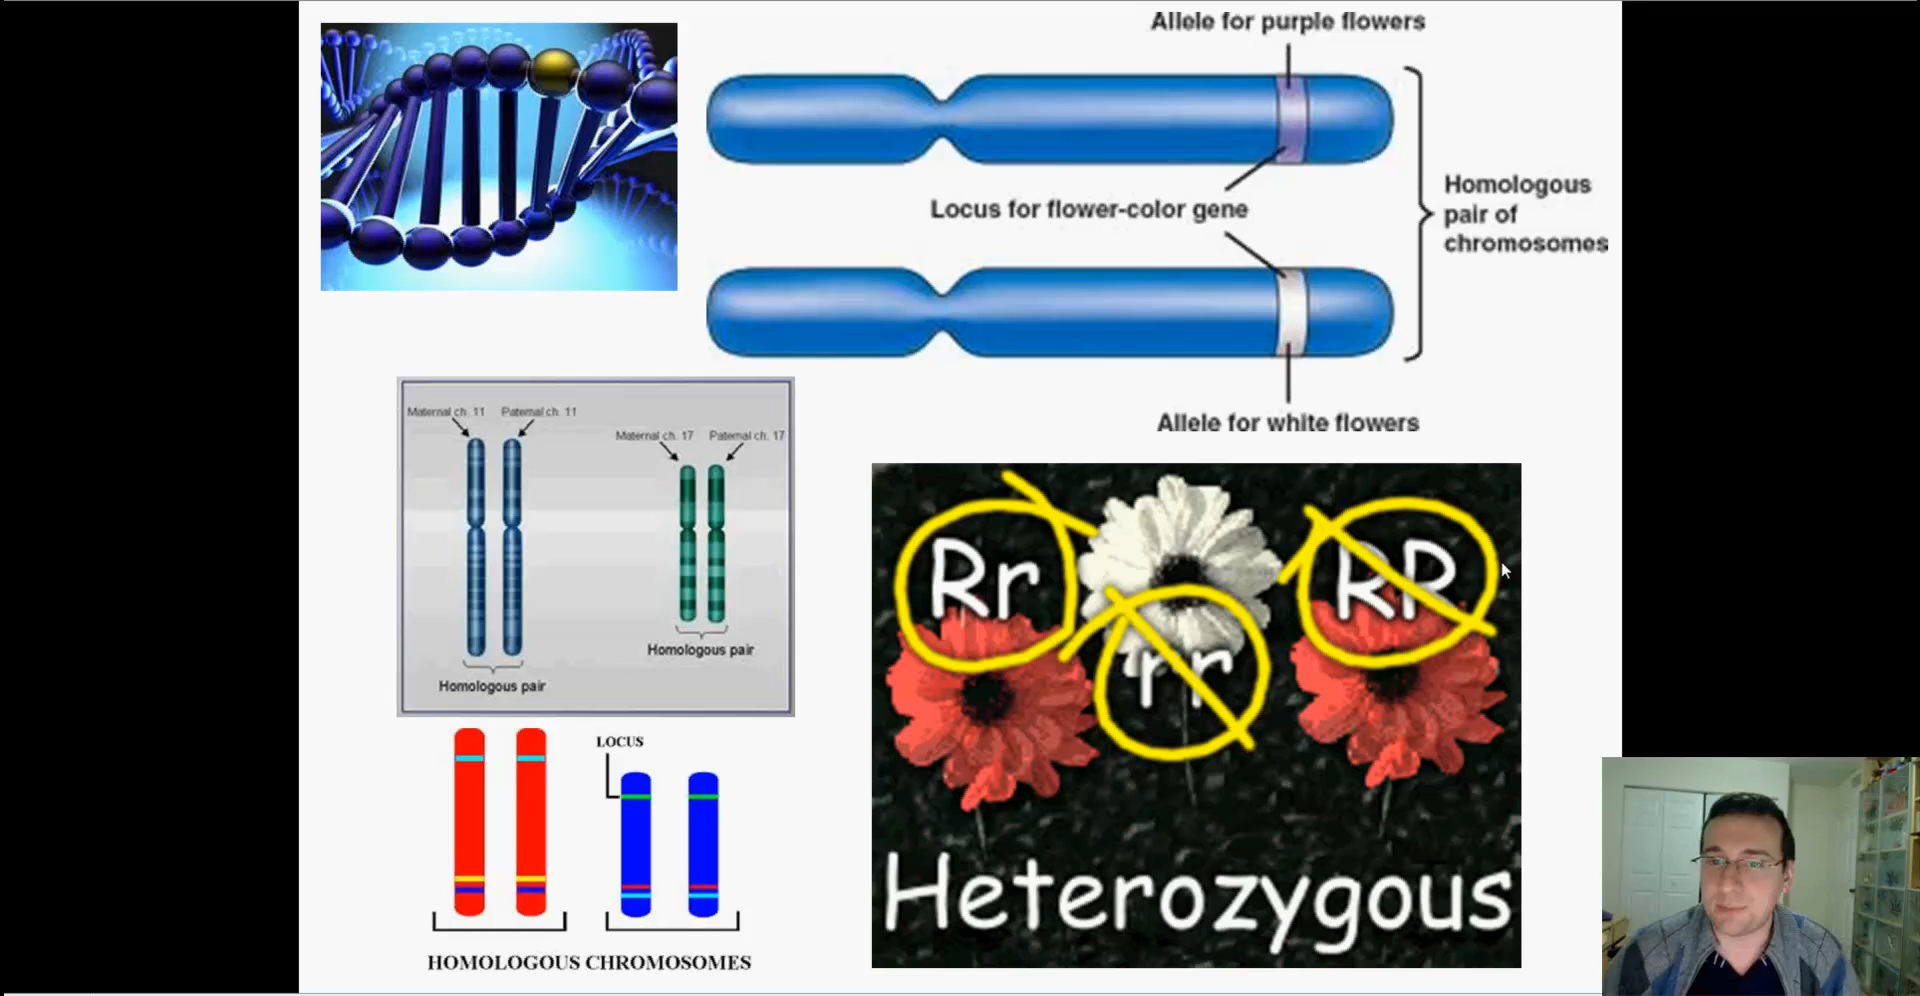 Allele for purple flowers
Locus for flower-color gene
Homologous
pair of
chromosomes
Allele for white flowers
Maternal ch. 11
Paternal ch. 11
Maternal ch. 17
Paternal ch. 17
Homologous pair
Homologous pair
LOCUS
HOMOLOGOUS CHROMOSOMES
Rr
rr
RR
Heterozygous